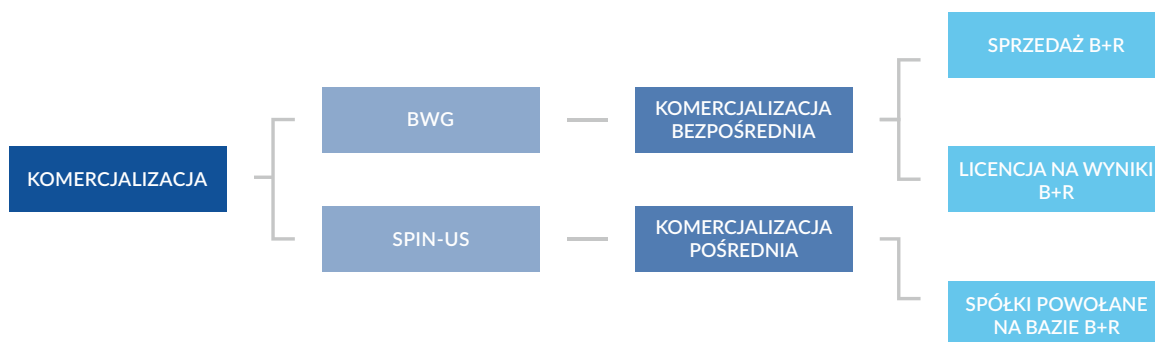 KOMERCJALIZACJA
BWG
SPIN-US
KOMERCJALIZACJA
BEZPOŚREDNIA
KOMERCJALIZACJA
POŚREDNIA
SPRZEDAŻ B+R
LICENCJA NA WYNIKI
B+R
SPÓŁKI POWOŁANE
NA BAZIE B+R